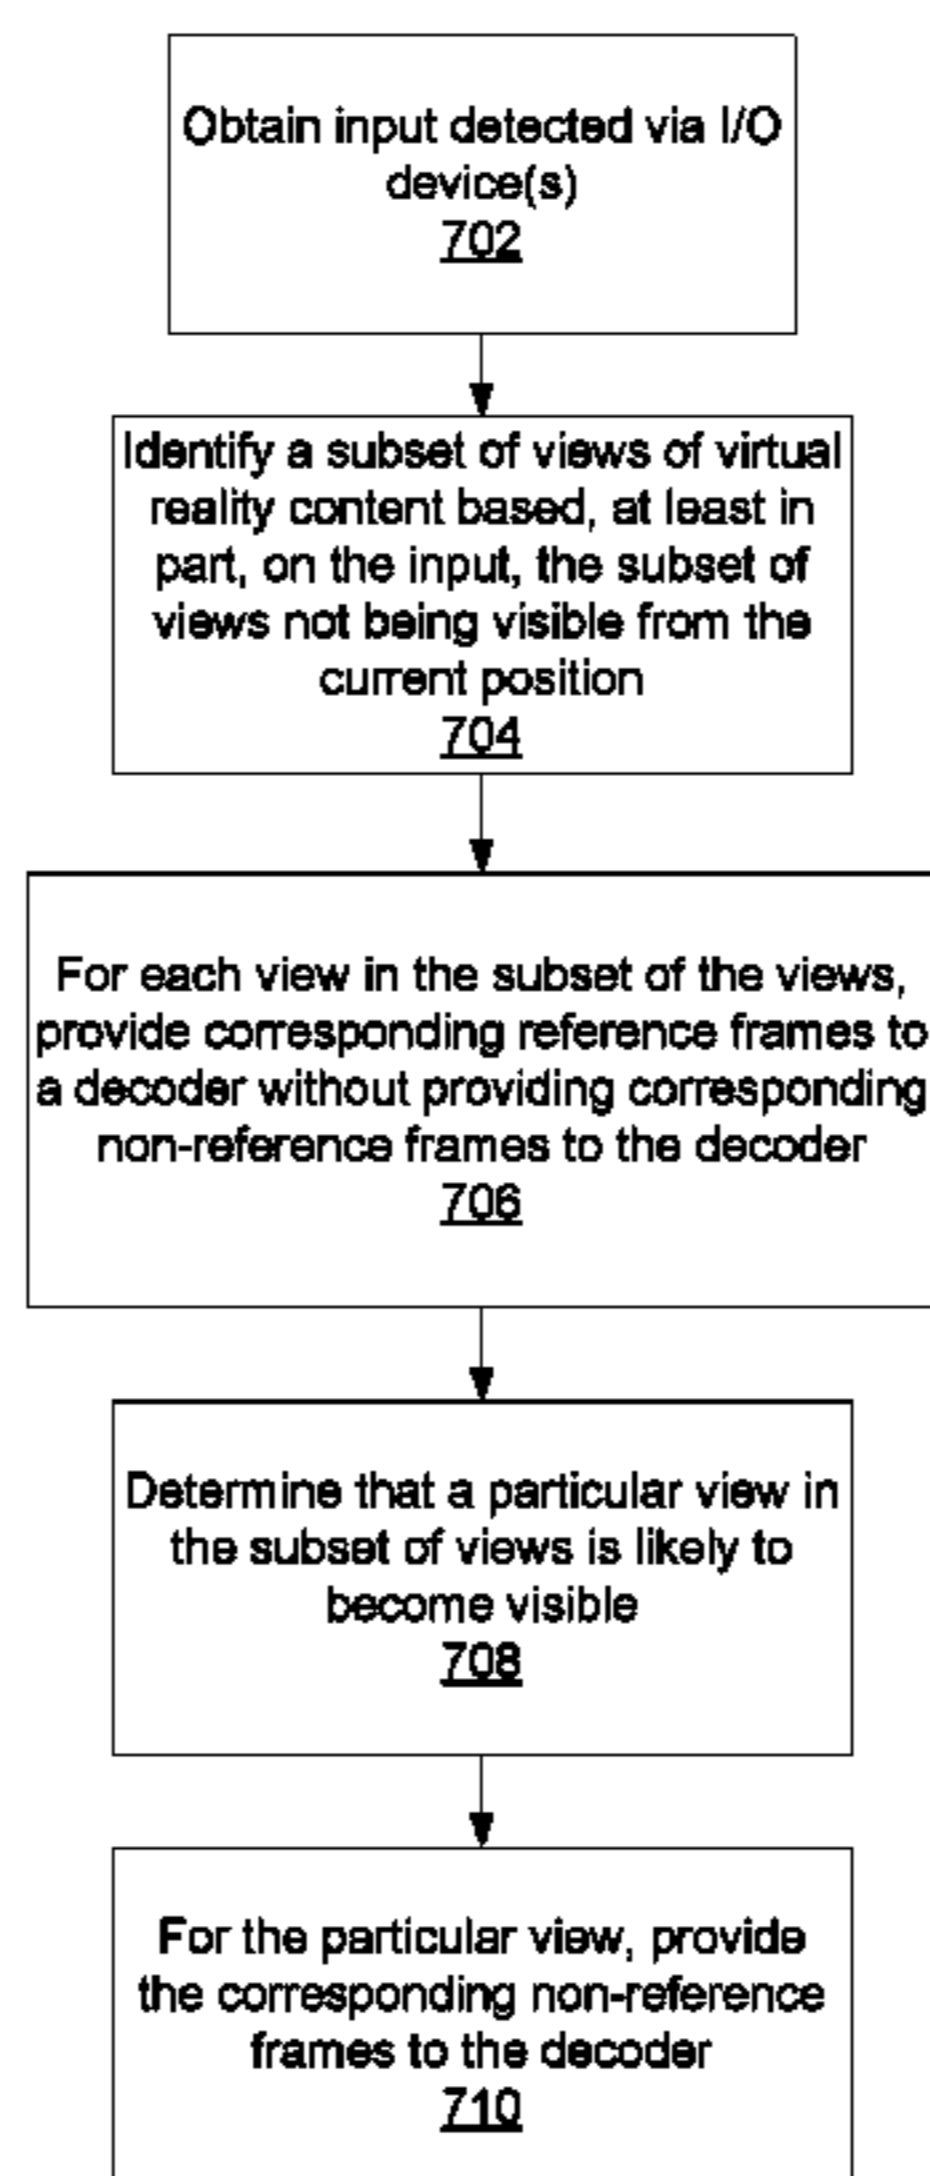 Obtain input detected via I/O
device(s)
702
Identify a subset of views of virtual
reality content based, at least in
part, on the input, the subset of
views not being visible from the
current position
704
For each view in the subset of the views,
provide corresponding reference frames to
a decoder without providing corresponding
non-reference frames to the decoder
706
Determine that a particular view in
the subset of views is likely to
become visible
708
For the particular view, provide
the corresponding non-reference
frames to the decoder
710